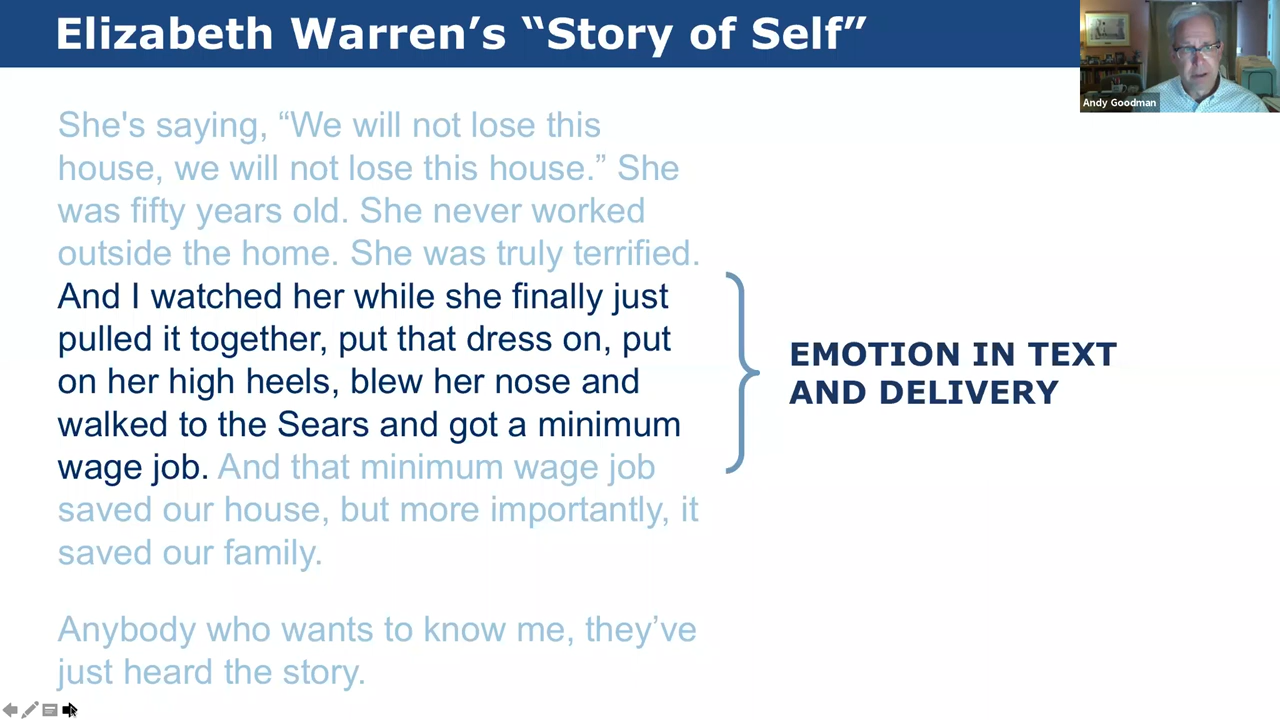 Elizabeth Warren’s “Story of Self”
Andy Goodman
She's saying, “We will not lose this
house, we will not lose this house.” She
was fifty years old. She never worked
outside the home. She was truly terrified.
And I watched her while she finally just
pulled it together, put that dress on, put
on her high heels, blew her nose and
walked to the Sears and got a minimum
wage job. And that minimum wage job
saved our house, but more importantly, it
saved our family.
Anybody who wants to know me, they’ve
just heard the story.
EMOTION IN TEXT
AND DELIVERY